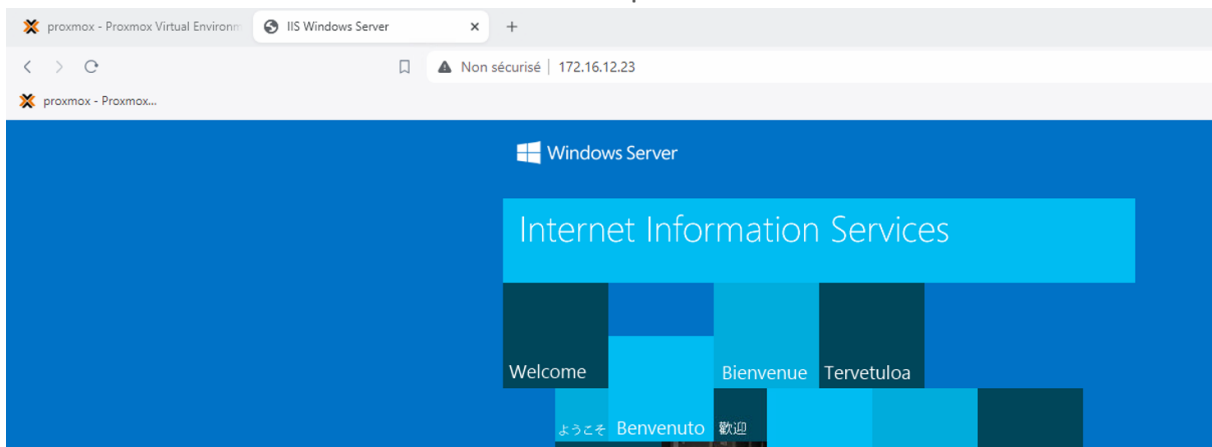 proxmox - Proxmox Virtual Environm
IIS Windows Server
Non sécurisé | 172.16.12.23
proxmox - Proxmox...
Windows Server
Internet Information Services
Welcome
Bienvenue
Tervetuloa
ようこそ
Benvenuto
歡迎